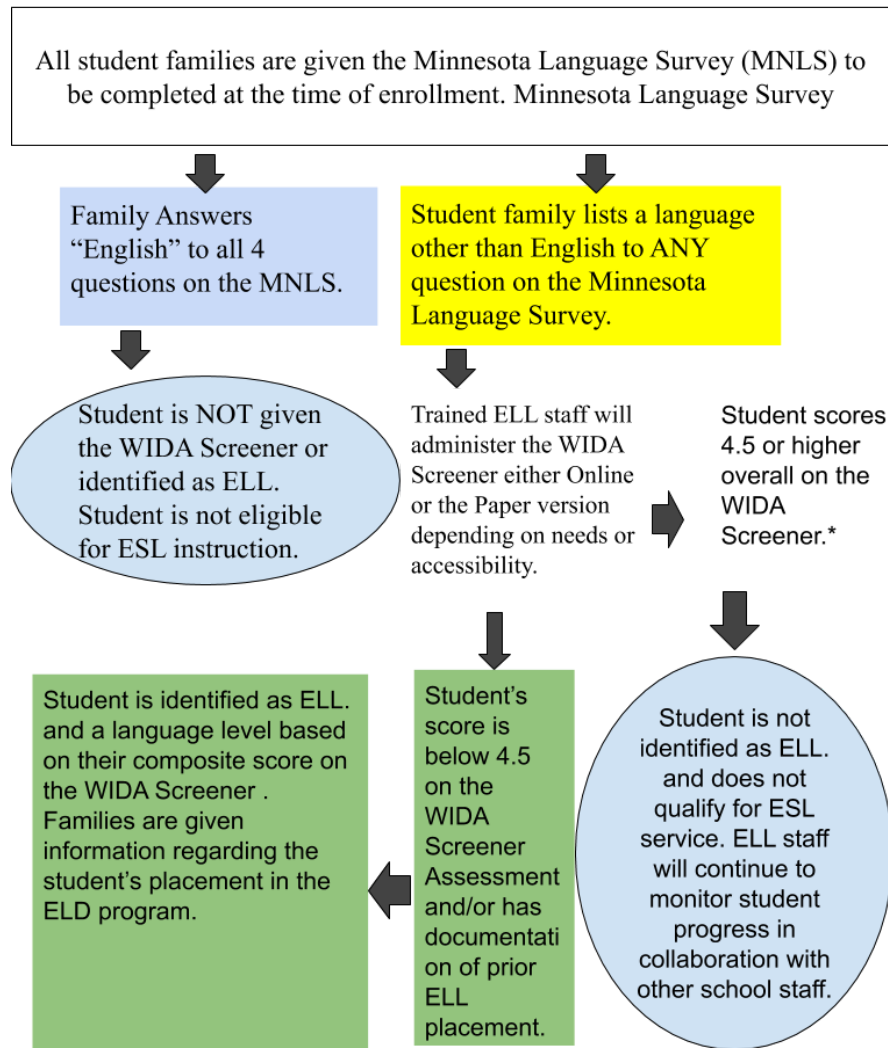 All student families are given the Minnesota Language Survey (MNLS) to
be completed at the time of enrollment. Minnesota Language Survey
Family Answers
“English” to all 4
questions on the MNLS.
Student family lists a language
other than English to ANY
question on the Minnesota
Language Survey.
Student is NOT given
the WIDA Screener or
identified as ELL.
Student is not eligible
for ESL instruction.
Trained ELL staff will
administer the WIDA
Screener either Online
or the Paper version
depending on needs or
accessibility.
Student scores
4.5 or higher
overall on the
WIDA
Screener.*
Student is identified as ELL.
and a language level based
on their composite score on
the WIDA Screener .
Families are given
information regarding the
student’s placement in the
ELD program.
Student’s
score is
below 4.5
on the
WIDA
Screener
Assessment
and/or has
documentati
on of prior
ELL
placement.
Student is not
identified as ELL.
and does not
qualify for ESL
service. ELL staff
will continue to
monitor student
progress in
collaboration with
other school staff.